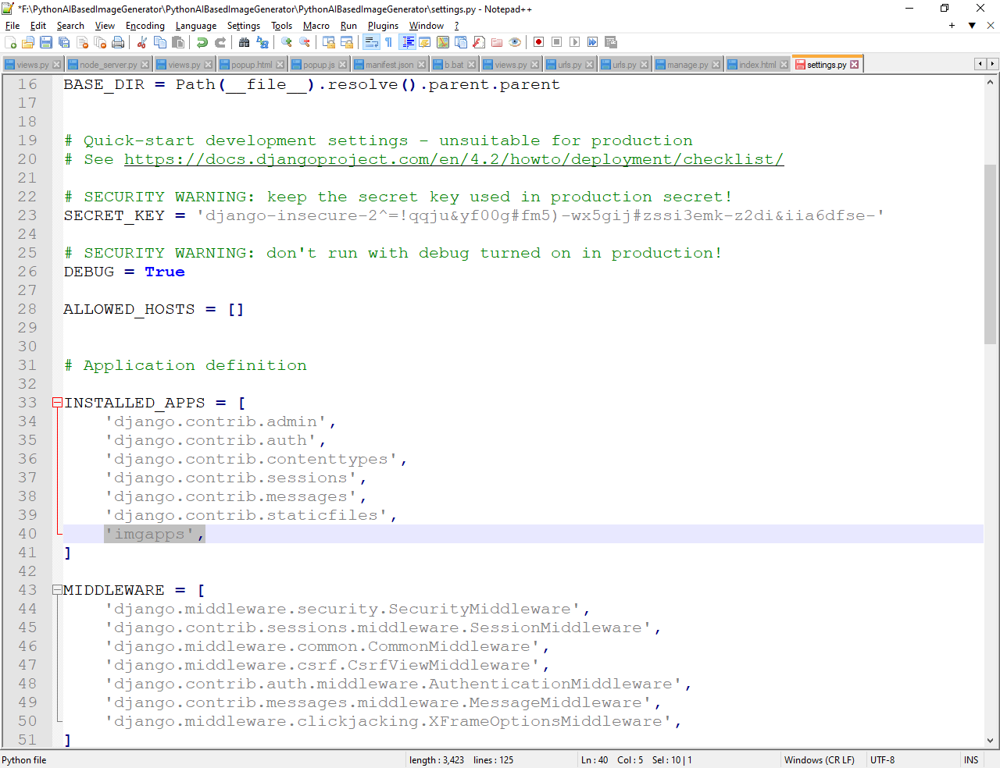 *F:\PythonAIBasedImageGenerator\PythonAIBasedImageGenerator\PythonAIBasedImageGenerator\settings.py - Notepad++
File Edit Search View Encoding Language Settings Tools Macro Run Plugins Window ?
views.py node_server.py views.py popup.html popup.js manifest.json b.bat views.py urls.py urls.py manage.py index.html settings.py
16 BASE_DIR = Path(__file__).resolve().parent.parent
17
18
19 # Quick-start development settings - unsuitable for production
20 # See https://docs.djangoproject.com/en/4.2/howto/deployment/checklist/
21
22 # SECURITY WARNING: keep the secret key used in production secret!
23 SECRET_KEY = 'django-insecure-2^=!qqju&yf00g#fm5)-wx5gij#zssi3emk-z2di&iia6dfse-'
24
25 # SECURITY WARNING: don't run with debug turned on in production!
26 DEBUG = True
27
28 ALLOWED_HOSTS = []
29
30
31 # Application definition
32
33 INSTALLED_APPS = [
34 'django.contrib.admin',
35 'django.contrib.auth',
36 'django.contrib.contenttypes',
37 'django.contrib.sessions',
38 'django.contrib.messages',
39 'django.contrib.staticfiles',
40 'imgapps',
41 ]
42
43 MIDDLEWARE = [
44 'django.middleware.security.SecurityMiddleware',
45 'django.contrib.sessions.middleware.SessionMiddleware',
46 'django.middleware.common.CommonMiddleware',
47 'django.middleware.csrf.CsrfViewMiddleware',
48 'django.contrib.auth.middleware.AuthenticationMiddleware',
49 'django.contrib.messages.middleware.MessageMiddleware',
50 'django.middleware.clickjacking.XFrameOptionsMiddleware',
51 ]
Python file length : 3,423 lines : 125 Ln : 40 Col : 5 Sel : 10 | 1 Windows (CR LF) UTF-8 INS